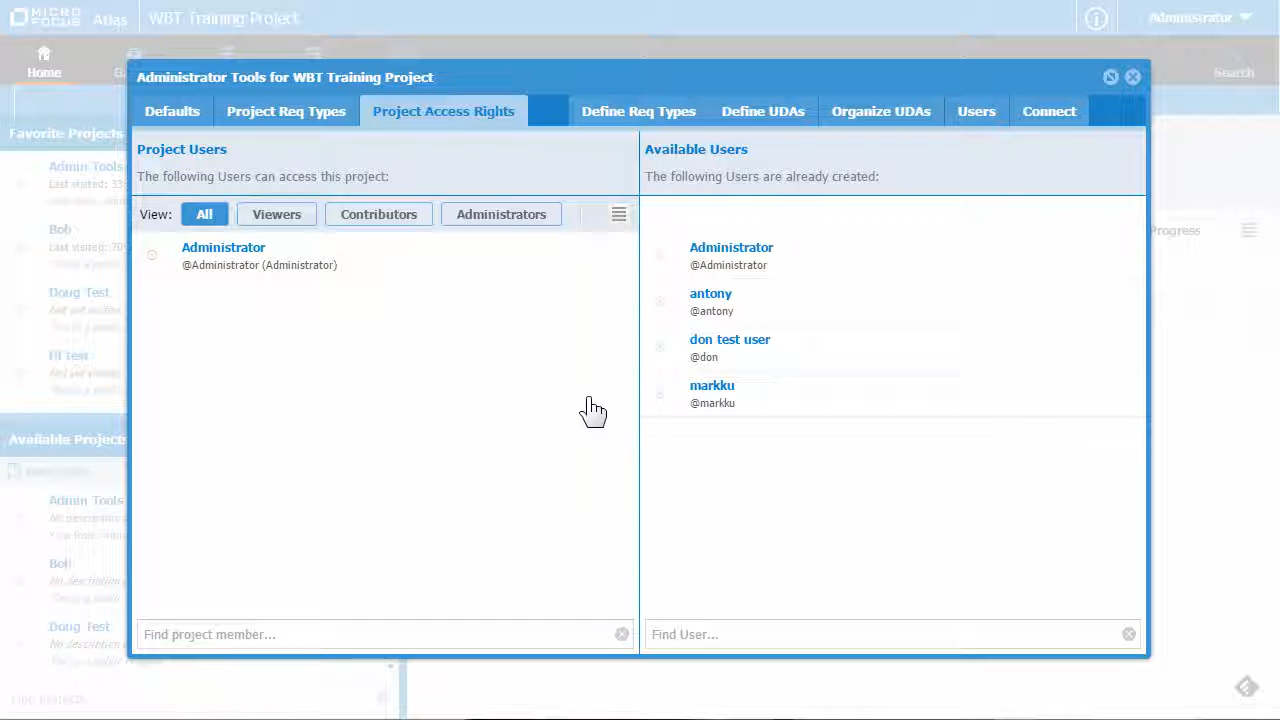 MICRO FOCUS Atlas WBT Training Project Administrator
Home Search
Administrator Tools for WBT Training Project
Defaults Project Req Types Project Access Rights Define Req Types Define UDAs Organize UDAs Users Connect
Favorite Projects
Project Users
The following Users can access this project:
Available Users
The following Users are already created:
View: All Viewers Contributors Administrators
Administrator
@Administrator (Administrator)
Administrator
@Administrator
antony
@antony
don test user
@don
markku
@markku
Find project member...
Find User...
Admin Tools
Last visited:
Bob
Last visited:
Doug Test
Not yet visited
Not yet visited
Progress
Available Projects
Admin Tools
No description
Bob
No description
Doug Test
No description
Find Projects...